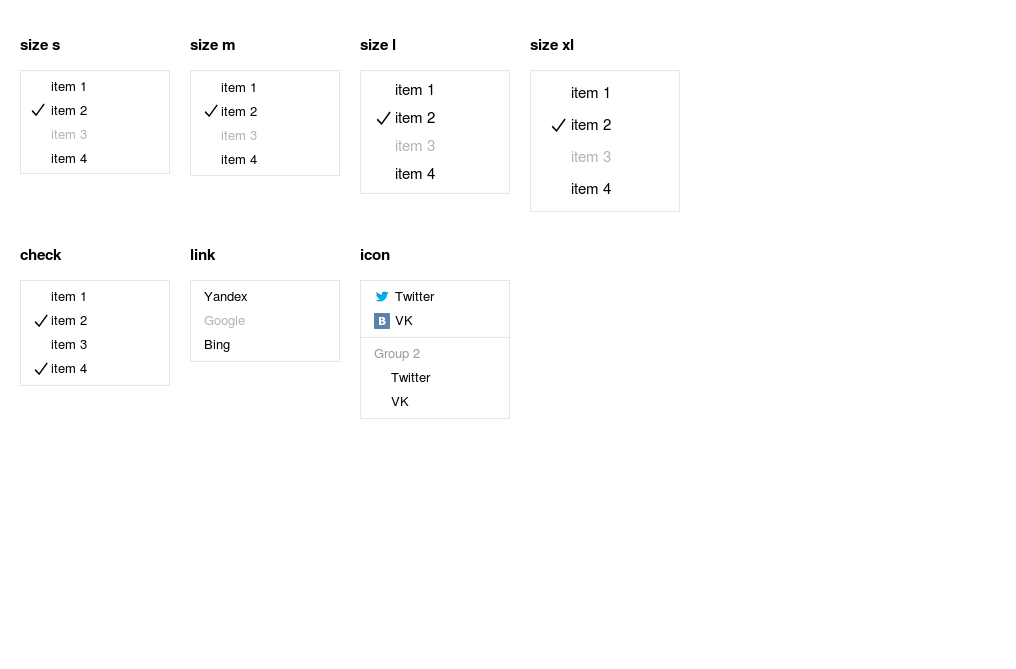 size s
item 1
item 2
item 3
item 4
size m
item 1
item 2
item 3
item 4
size l
item 1
item 2
item 3
item 4
size xl
item 1
item 2
item 3
item 4
check
item 1
item 2
item 3
item 4
link
Yandex
Google
Bing
icon
Twitter
B VK
Group 2
Twitter
VK